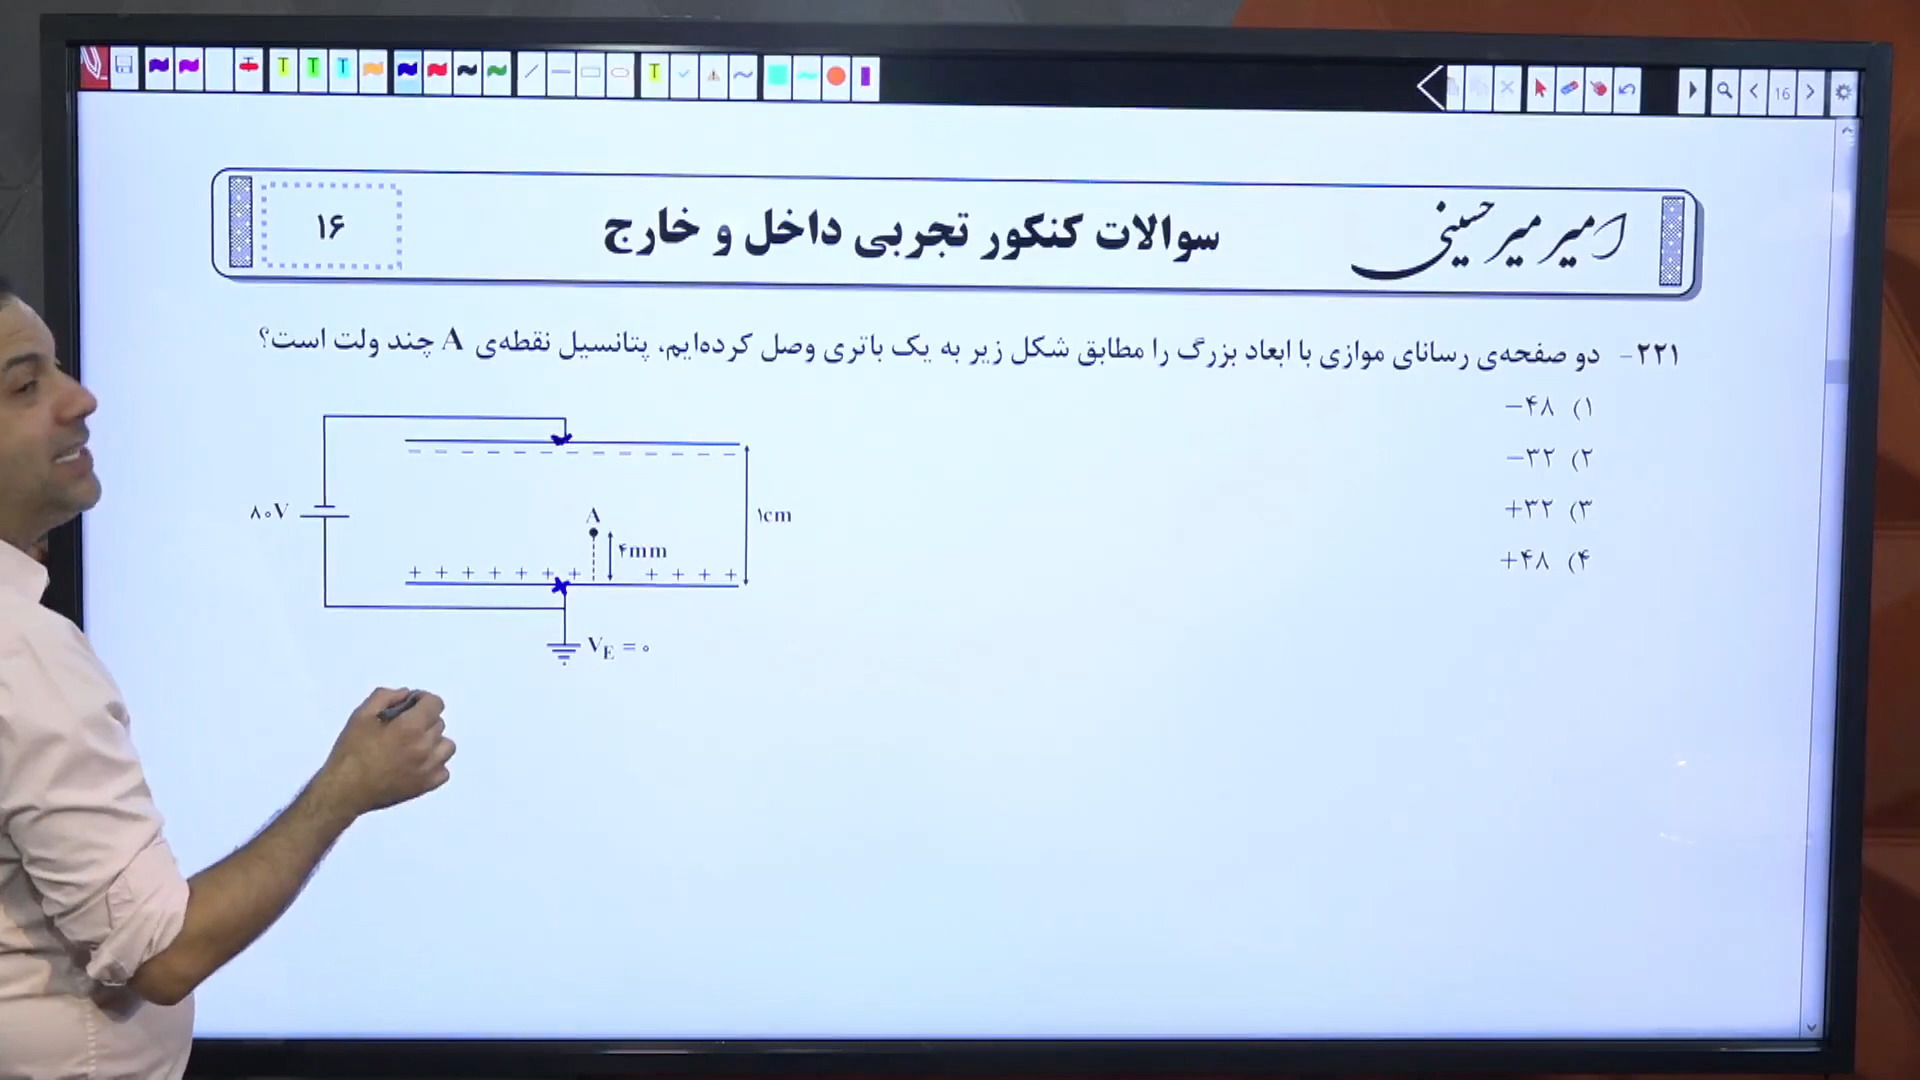 T T T
T
16
امیر میرحسینی
سوالات کنکور تجربی داخل و خارج
۱۶
۲۲۱- دو صفحه‌ی رسانای موازی با ابعاد بزرگ را مطابق شکل زیر به یک باتری وصل کرده‌ایم، پتانسیل نقطه‌ی A چند ولت است؟
۱) −۴۸
۲) −۳۲
۳) +۳۲
۴) +۴۸
− − − − − − − − − − − − −
۸۰V
A
۱cm
۴mm
+ + + + + + + + + + +
V_E = ۰